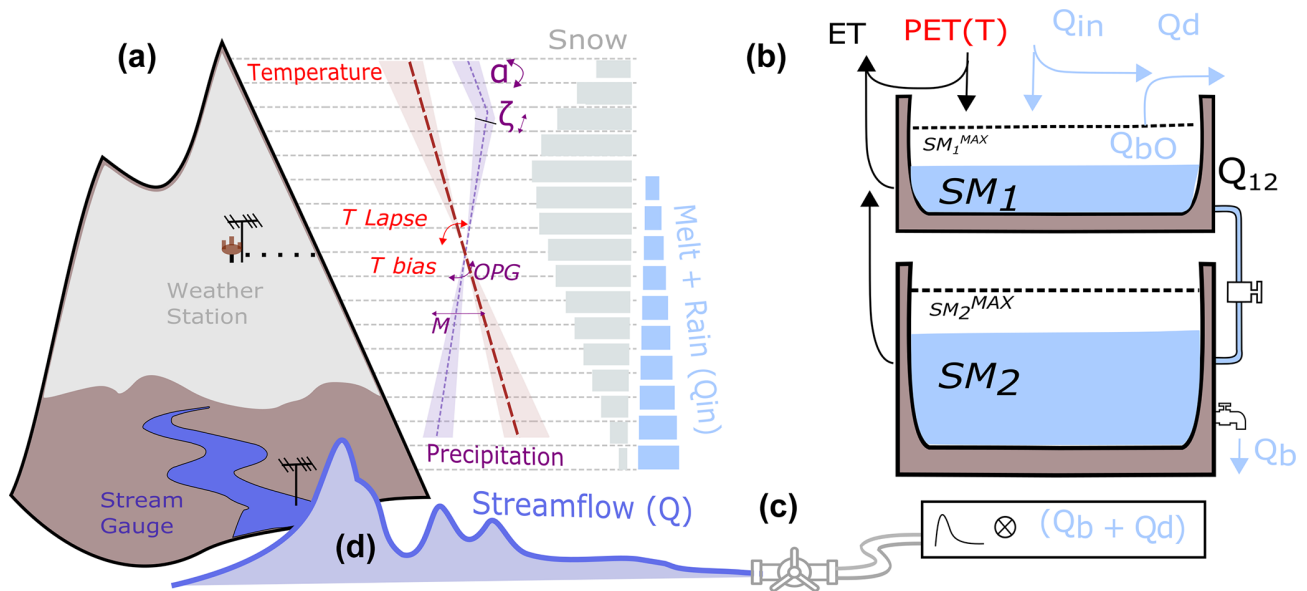 (a)
Temperature
Snow
α
ζ
T Lapse
T bias
OPG
M
Weather
Station
Melt + Rain (Qin)
Precipitation
Stream
Gauge
Streamflow (Q)
(d)
(b)
ET
PET(T)
Qin
Qd
SM₁ᴹᴬˣ
QbO
SM₁
Q₁₂
SM₂ᴹᴬˣ
SM₂
Qb
(c)
⊗ (Qb + Qd)